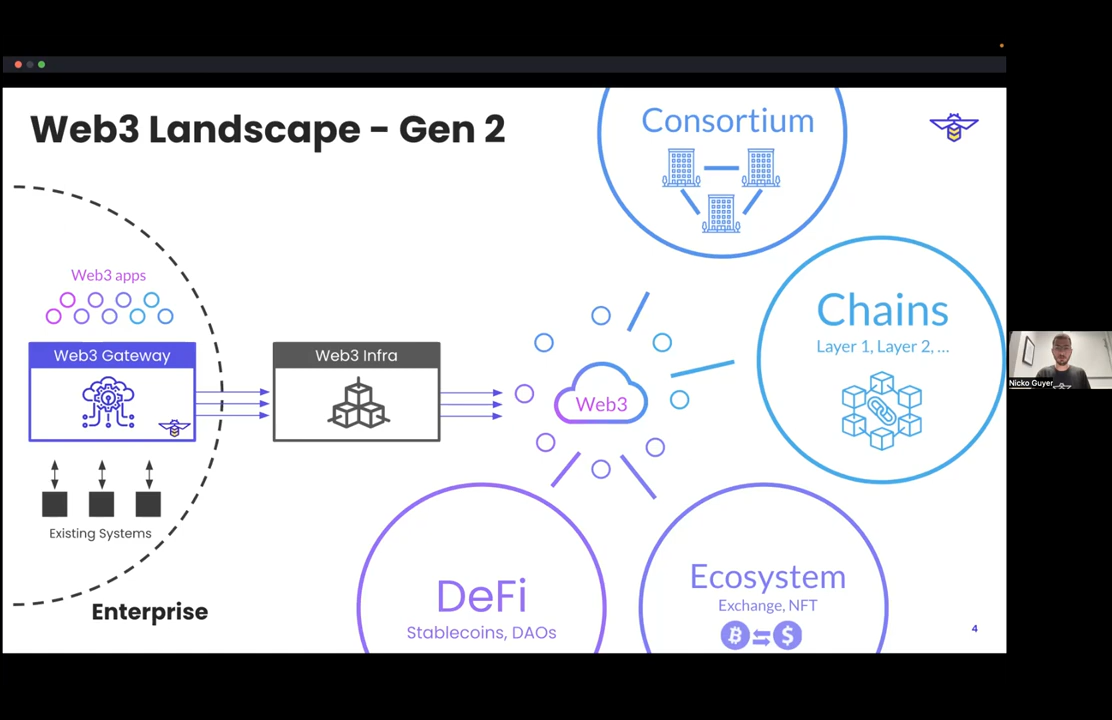 Web3 Landscape - Gen 2
Consortium
Chains
Layer 1, Layer 2, ...
Web3 apps
Web3 Gateway
Web3 Infra
Web3
Nicko Guyer
Existing Systems
Enterprise
DeFi
Stablecoins, DAOs
Ecosystem
Exchange, NFT
4